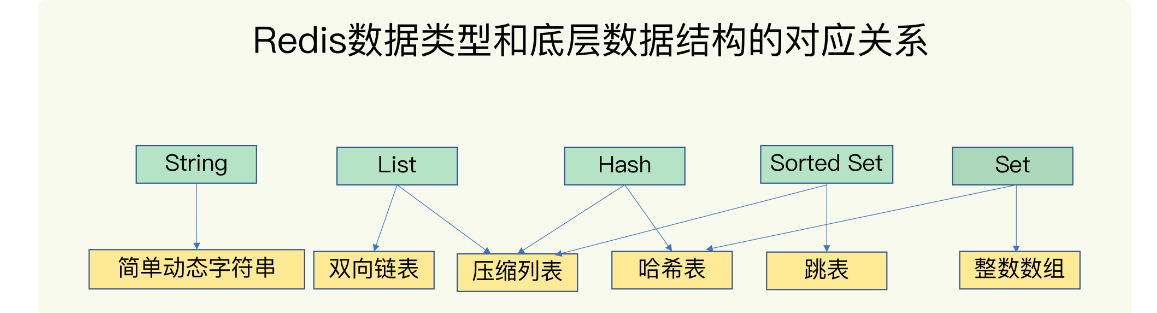 Redis数据类型和底层数据结构的对应关系
String
List
Hash
Sorted Set
Set
简单动态字符串
双向链表
压缩列表
哈希表
跳表
整数数组